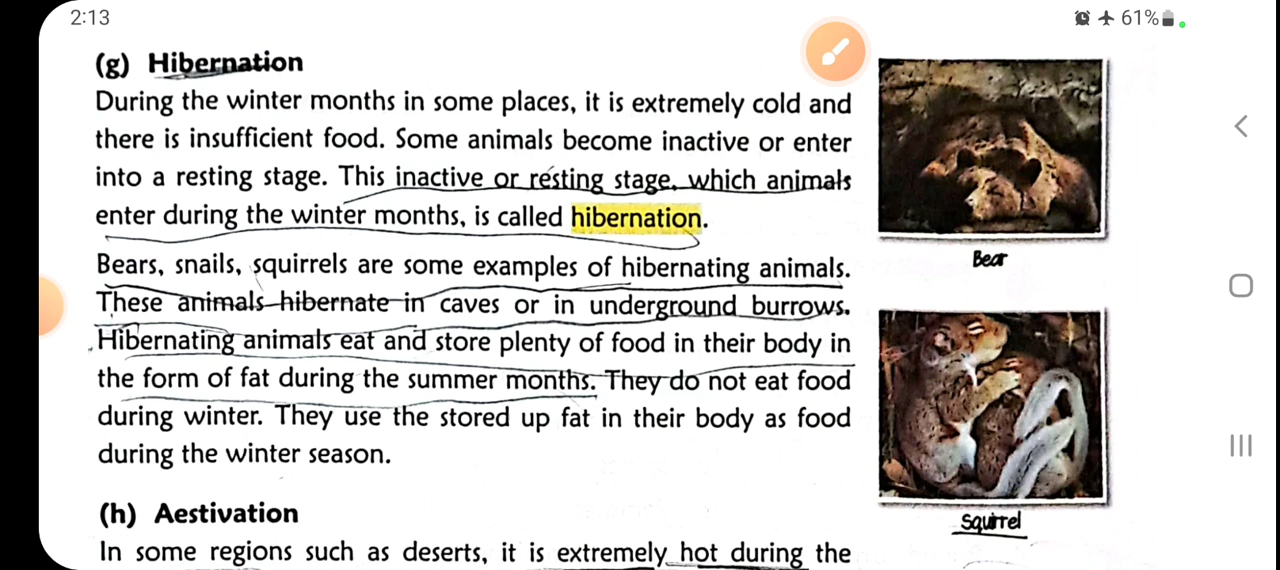 2:13
61%
(g) Hibernation
During the winter months in some places, it is extremely cold and
there is insufficient food. Some animals become inactive or enter
into a resting stage. This inactive or resting stage, which animals
enter during the winter months, is called hibernation.
Bears, snails, squirrels are some examples of hibernating animals.
These animals hibernate in caves or in underground burrows.
Hibernating animals eat and store plenty of food in their body in
the form of fat during the summer months. They do not eat food
during winter. They use the stored up fat in their body as food
during the winter season.
Bear
Squirrel
(h) Aestivation
In some regions such as deserts, it is extremely hot during the